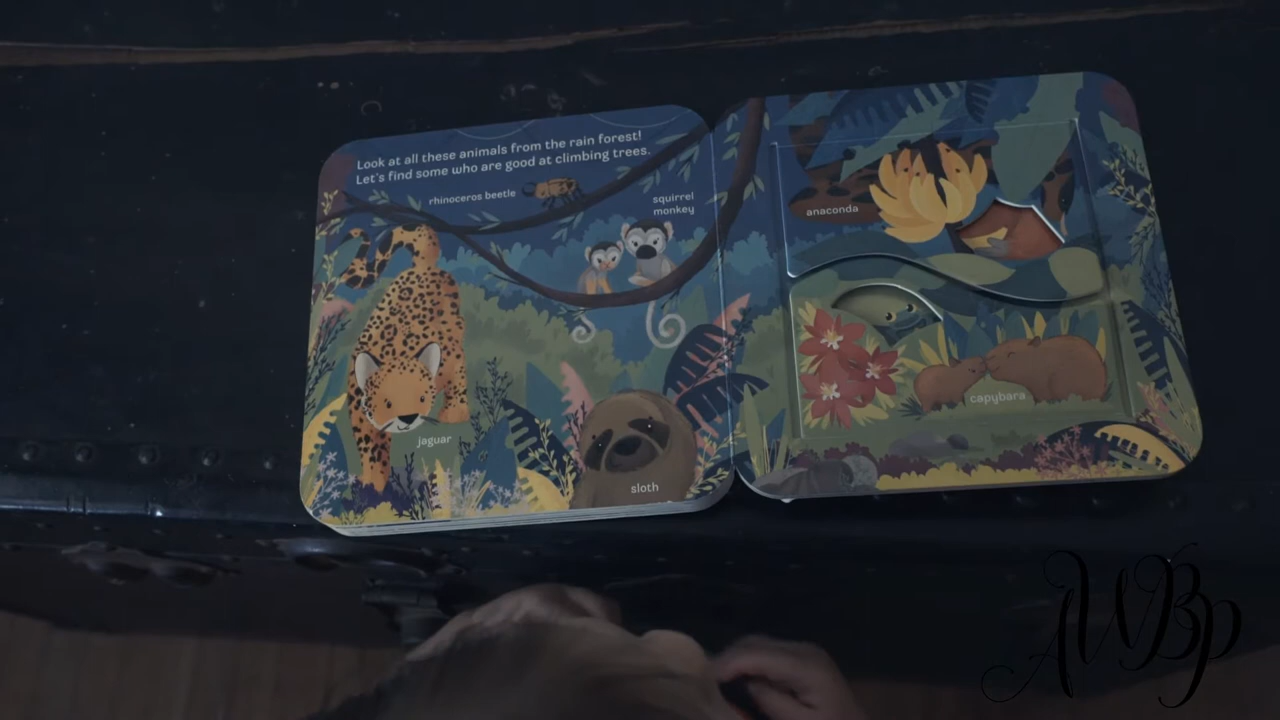 Look at all these animals from the rain forest!
Let's find some who are good at climbing trees.
rhinoceros beetle
squirrel
monkey
jaguar
sloth
anaconda
capybara
AWBp